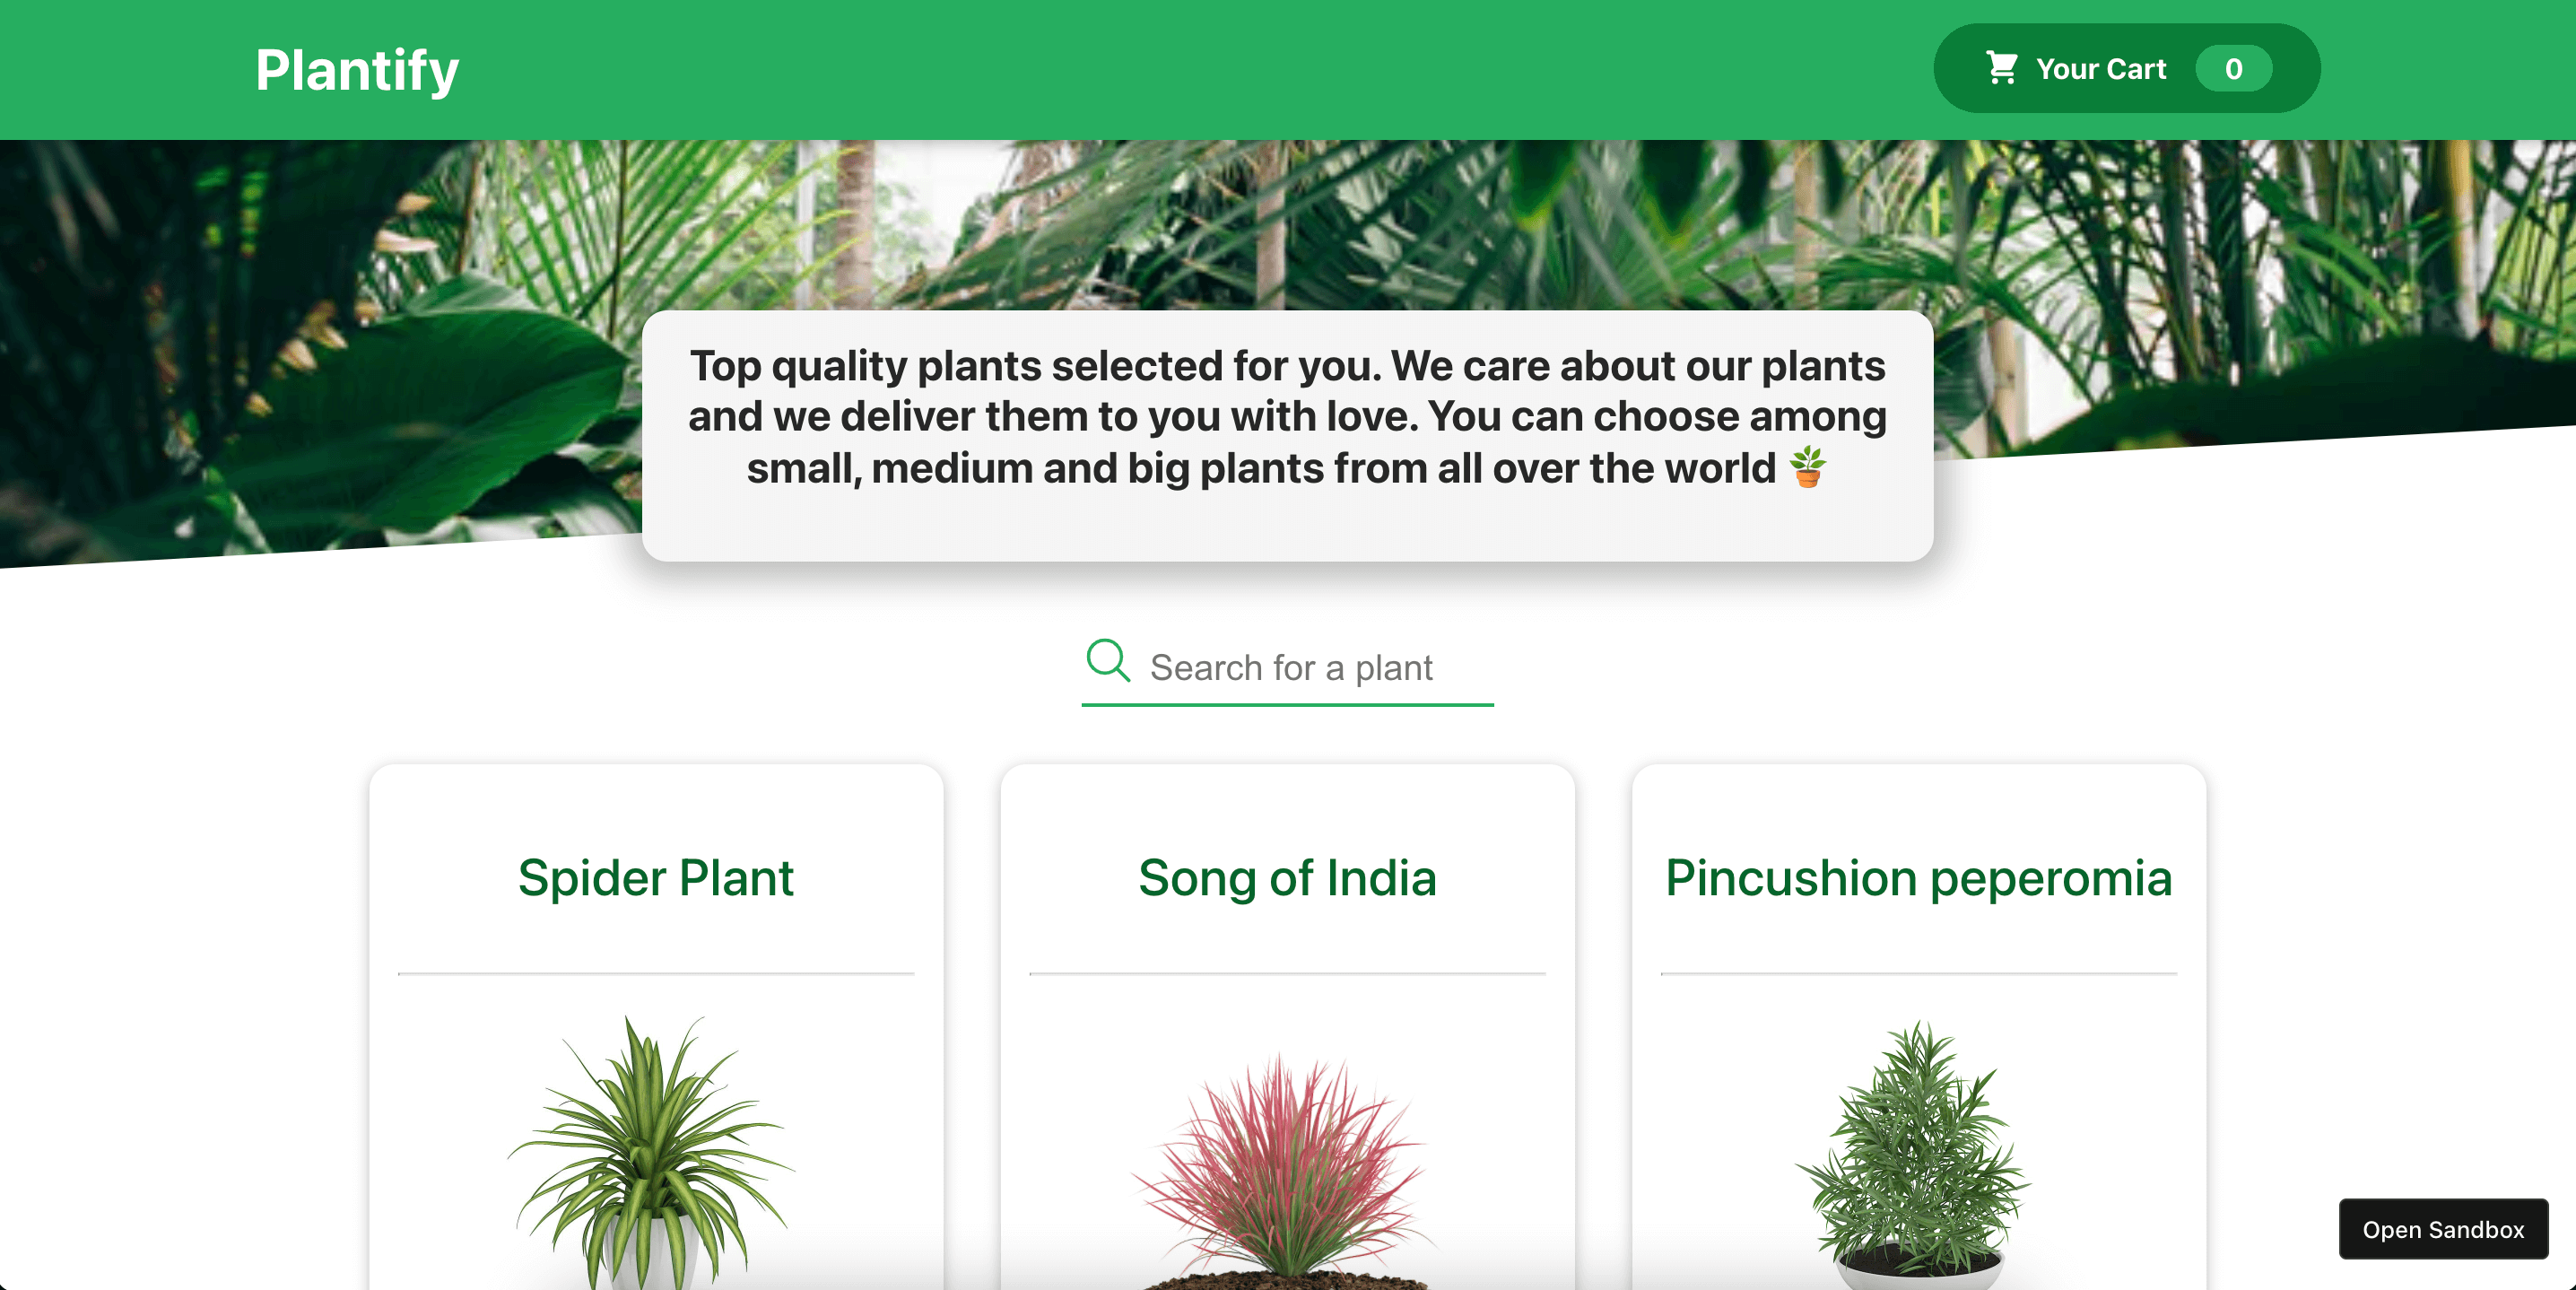 Plantify
Your Cart 0
Top quality plants selected for you. We care about our plants
and we deliver them to you with love. You can choose among
small, medium and big plants from all over the world 🪴
Search for a plant
Spider Plant
Song of India
Pincushion peperomia
Open Sandbox